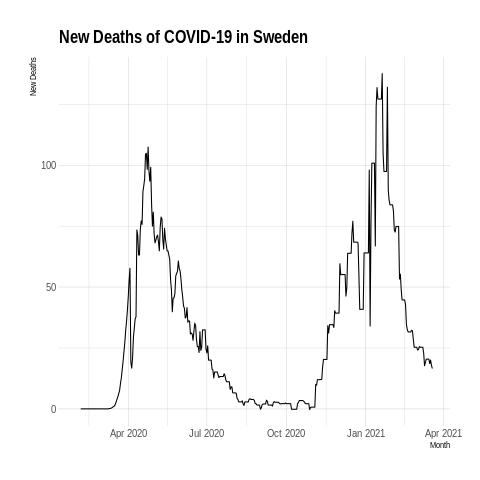 New Deaths of COVID-19 in Sweden
New Deaths
100
50
0
Apr 2020 Jul 2020 Oct 2020 Jan 2021 Apr 2021
Month